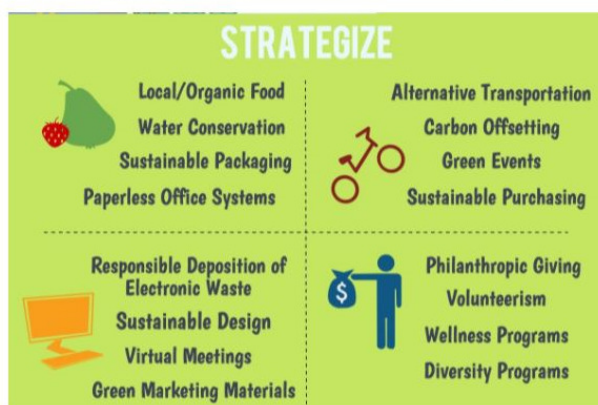 STRATEGIZE
Local/Organic Food
Water Conservation
Sustainable Packaging
Paperless Office Systems
Alternative Transportation
Carbon Offsetting
Green Events
Sustainable Purchasing
Responsible Deposition of
Electronic Waste
Sustainable Design
Virtual Meetings
Green Marketing Materials
$
Philanthropic Giving
Volunteerism
Wellness Programs
Diversity Programs